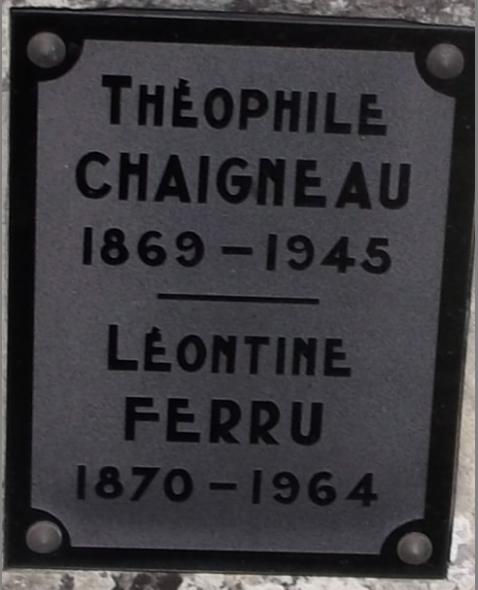 THÉOPHILE
CHAIGNEAU
1869-1945
LÉONTINE
FERRU
1870-1964